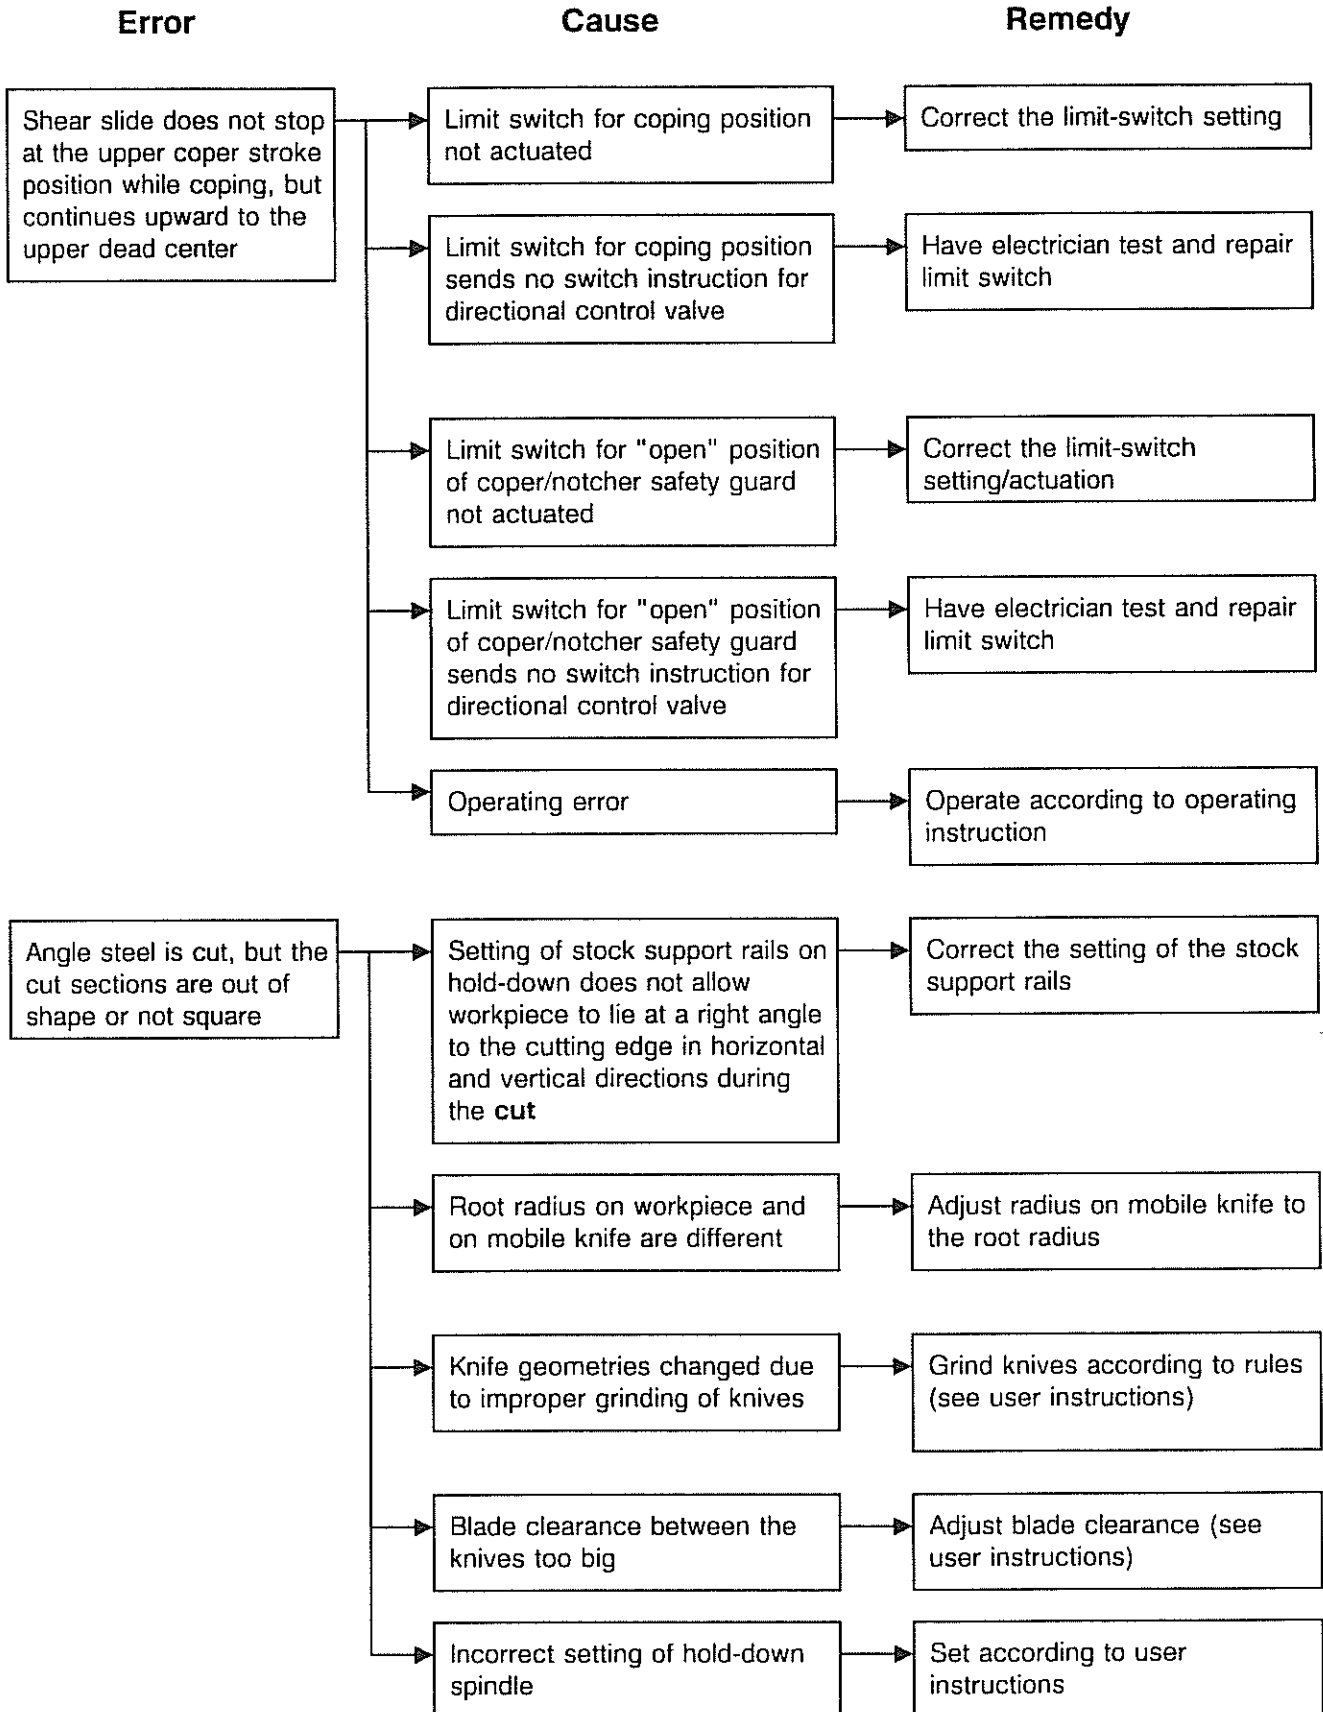 Error
Cause
Remedy
Shear slide does not stop
at the upper coper stroke
position while coping, but
continues upward to the
upper dead center
Limit switch for coping position
not actuated
Correct the limit-switch setting
Limit switch for coping position
sends no switch instruction for
directional control valve
Have electrician test and repair
limit switch
Limit switch for "open" position
of coper/notcher safety guard
not actuated
Correct the limit-switch
setting/actuation
Limit switch for "open" position
of coper/notcher safety guard
sends no switch instruction for
directional control valve
Have electrician test and repair
limit switch
Operating error
Operate according to operating
instruction
Angle steel is cut, but the
cut sections are out of
shape or not square
Setting of stock support rails on
hold-down does not allow
workpiece to lie at a right angle
to the cutting edge in horizontal
and vertical directions during
the cut
Correct the setting of the stock
support rails
Root radius on workpiece and
on mobile knife are different
Adjust radius on mobile knife to
the root radius
Knife geometries changed due
to improper grinding of knives
Grind knives according to rules
(see user instructions)
Blade clearance between the
knives too big
Adjust blade clearance (see
user instructions)
Incorrect setting of hold-down
spindle
Set according to user
instructions